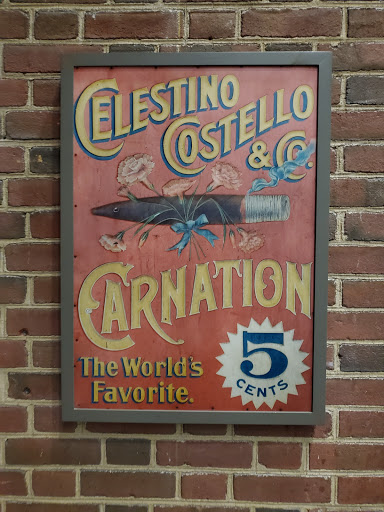 CELESTINO
COSTELLO
& CO.
CARNATION
The World's
Favorite.
5
CENTS